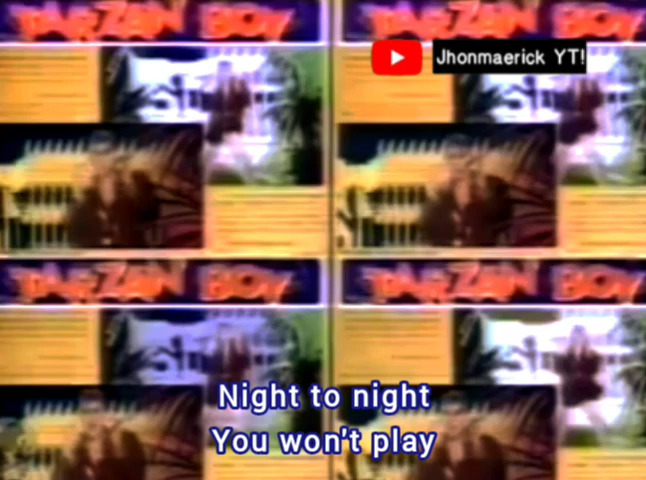 TARZAN BOY TARZAN BOY
Jhonmaerick YT!
TARZAN BOY TARZAN BOY
Night to night
You won't play